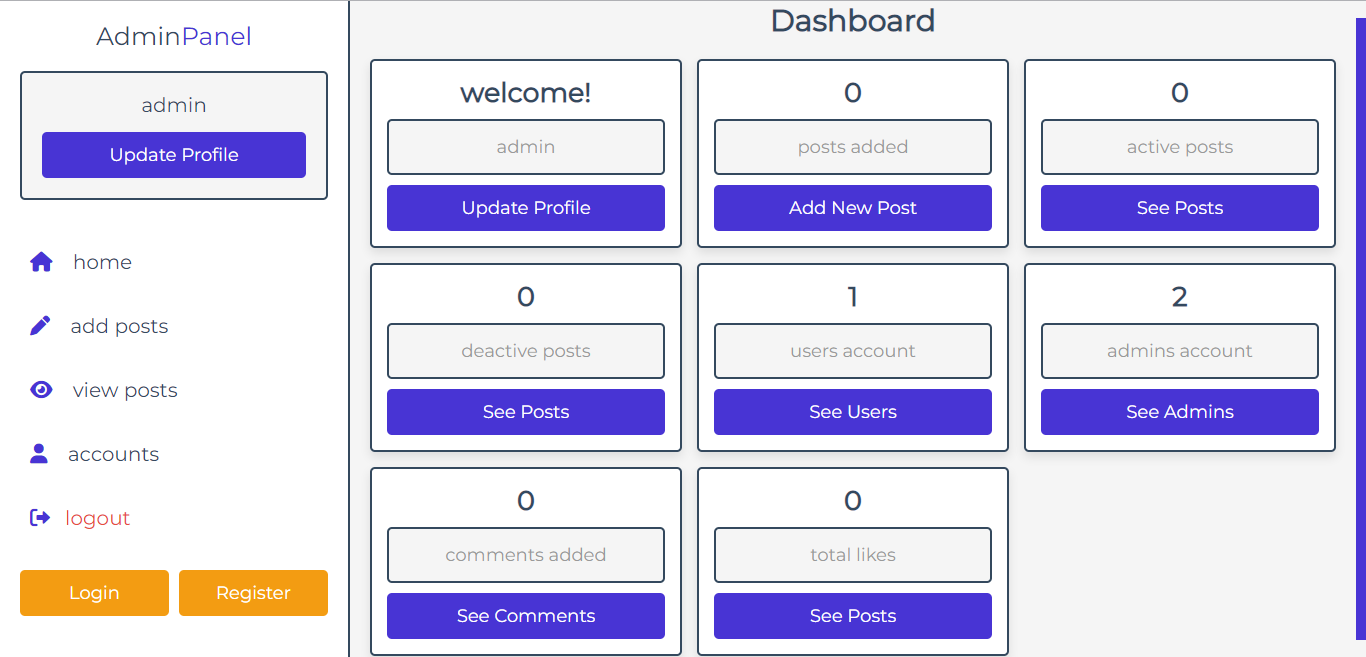 AdminPanel
admin
Update Profile
home
add posts
view posts
accounts
logout
Login
Register
Dashboard
welcome!
admin
Update Profile
0
posts added
Add New Post
0
active posts
See Posts
0
deactive posts
See Posts
1
users account
See Users
2
admins account
See Admins
0
comments added
See Comments
0
total likes
See Posts